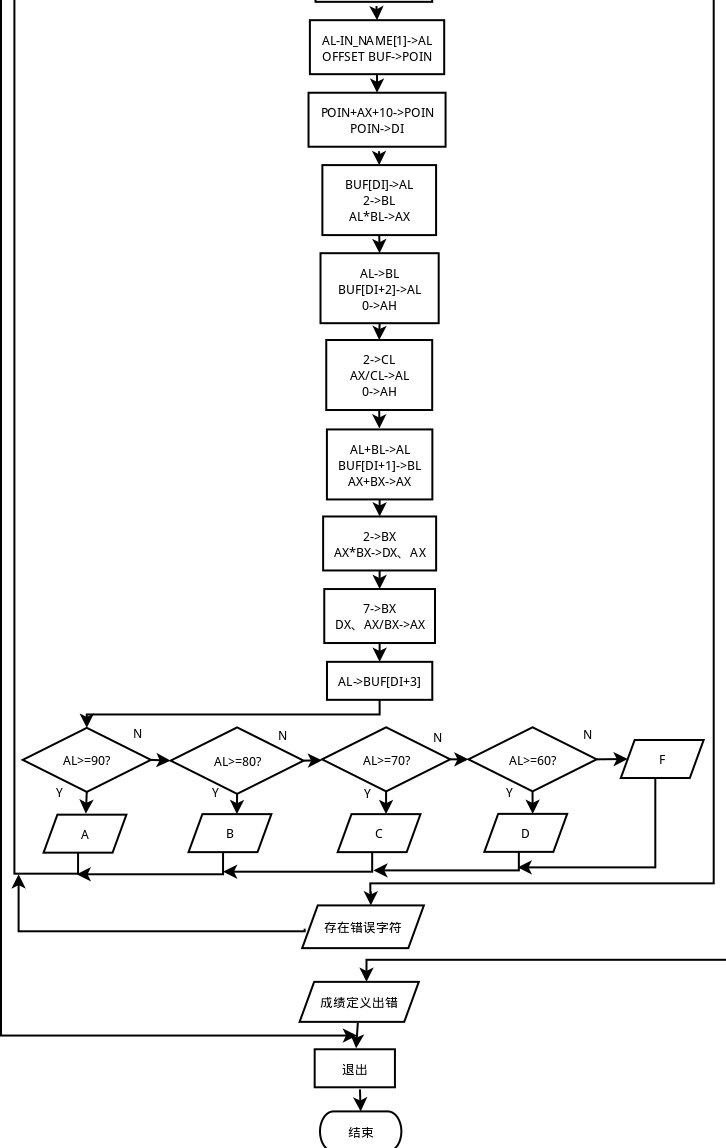 AL-IN_NAME[1]->AL
OFFSET BUF->POIN
POIN+AX+10->POIN
POIN->DI
BUF[DI]->AL
2->BL
AL*BL->AX
AL->BL
BUF[DI+2]->AL
0->AH
2->CL
AX/CL->AL
0->AH
AL+BL->AL
BUF[DI+1]->BL
AX+BX->AX
2->BX
AX*BX->DX、AX
7->BX
DX、AX/BX->AX
AL->BUF[DI+3]
N
N
N
N
AL>=90?
AL>=80?
AL>=70?
AL>=60?
F
Y
Y
Y
Y
A
B
C
D
存在错误字符
成绩定义出错
退出
结束